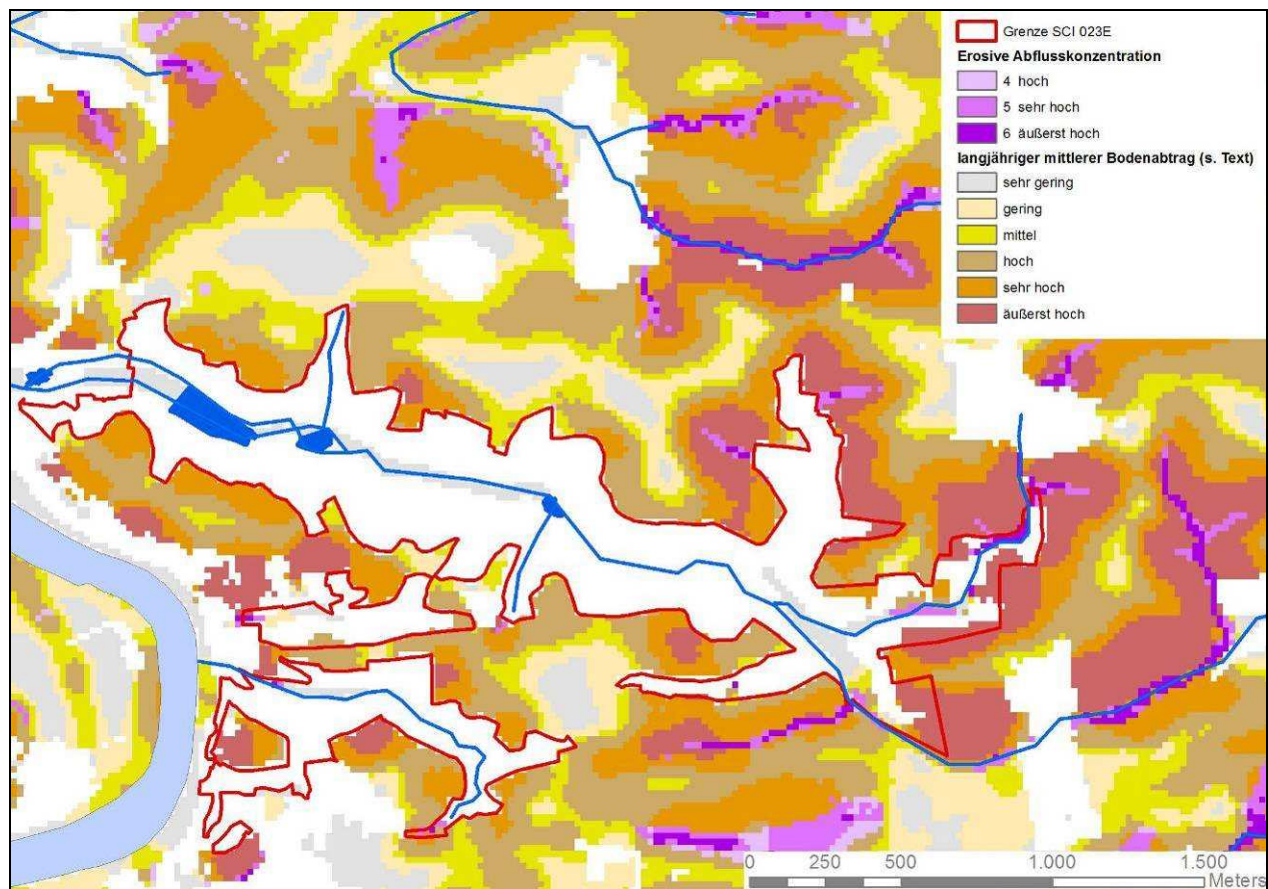 Grenze SCI 023E
Erosive Abflusskonzentration
4 hoch
5 sehr hoch
6 äußerst hoch
langjähriger mittlerer Bodenabtrag (s. Text)
sehr gering
gering
mittel
hoch
sehr hoch
äußerst hoch
0 250 500 1.000 1.500
Meters